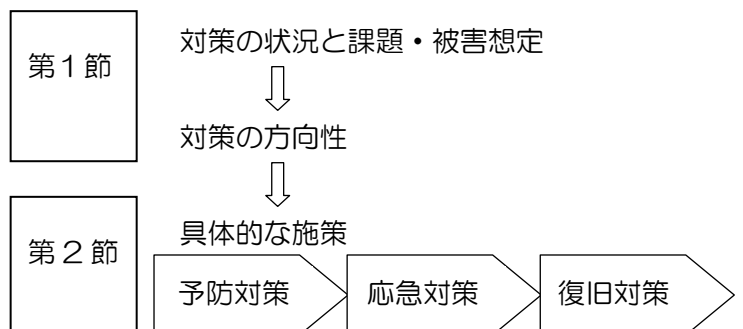 第1節
対策の状況と課題・被害想定
対策の方向性
第2節
具体的な施策
予防対策
応急対策
復旧対策